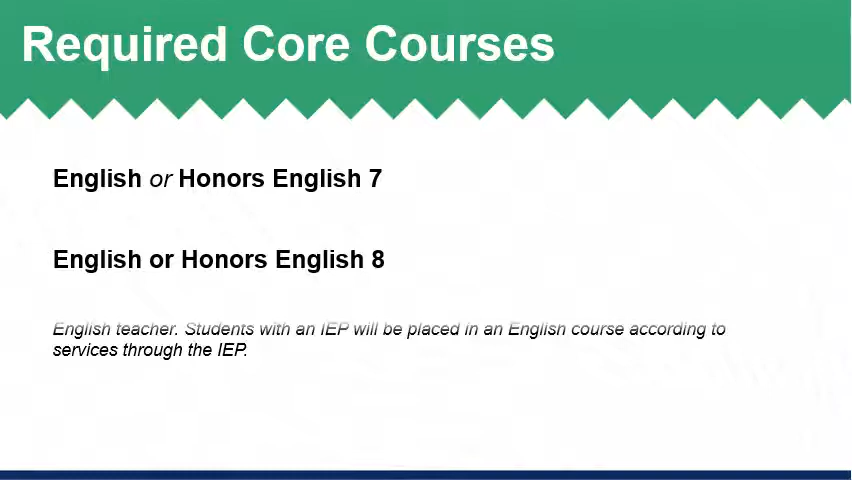 Required Core Courses
English or Honors English 7
English or Honors English 8
English teacher. Students with an IEP will be placed in an English course according to
services through the IEP.